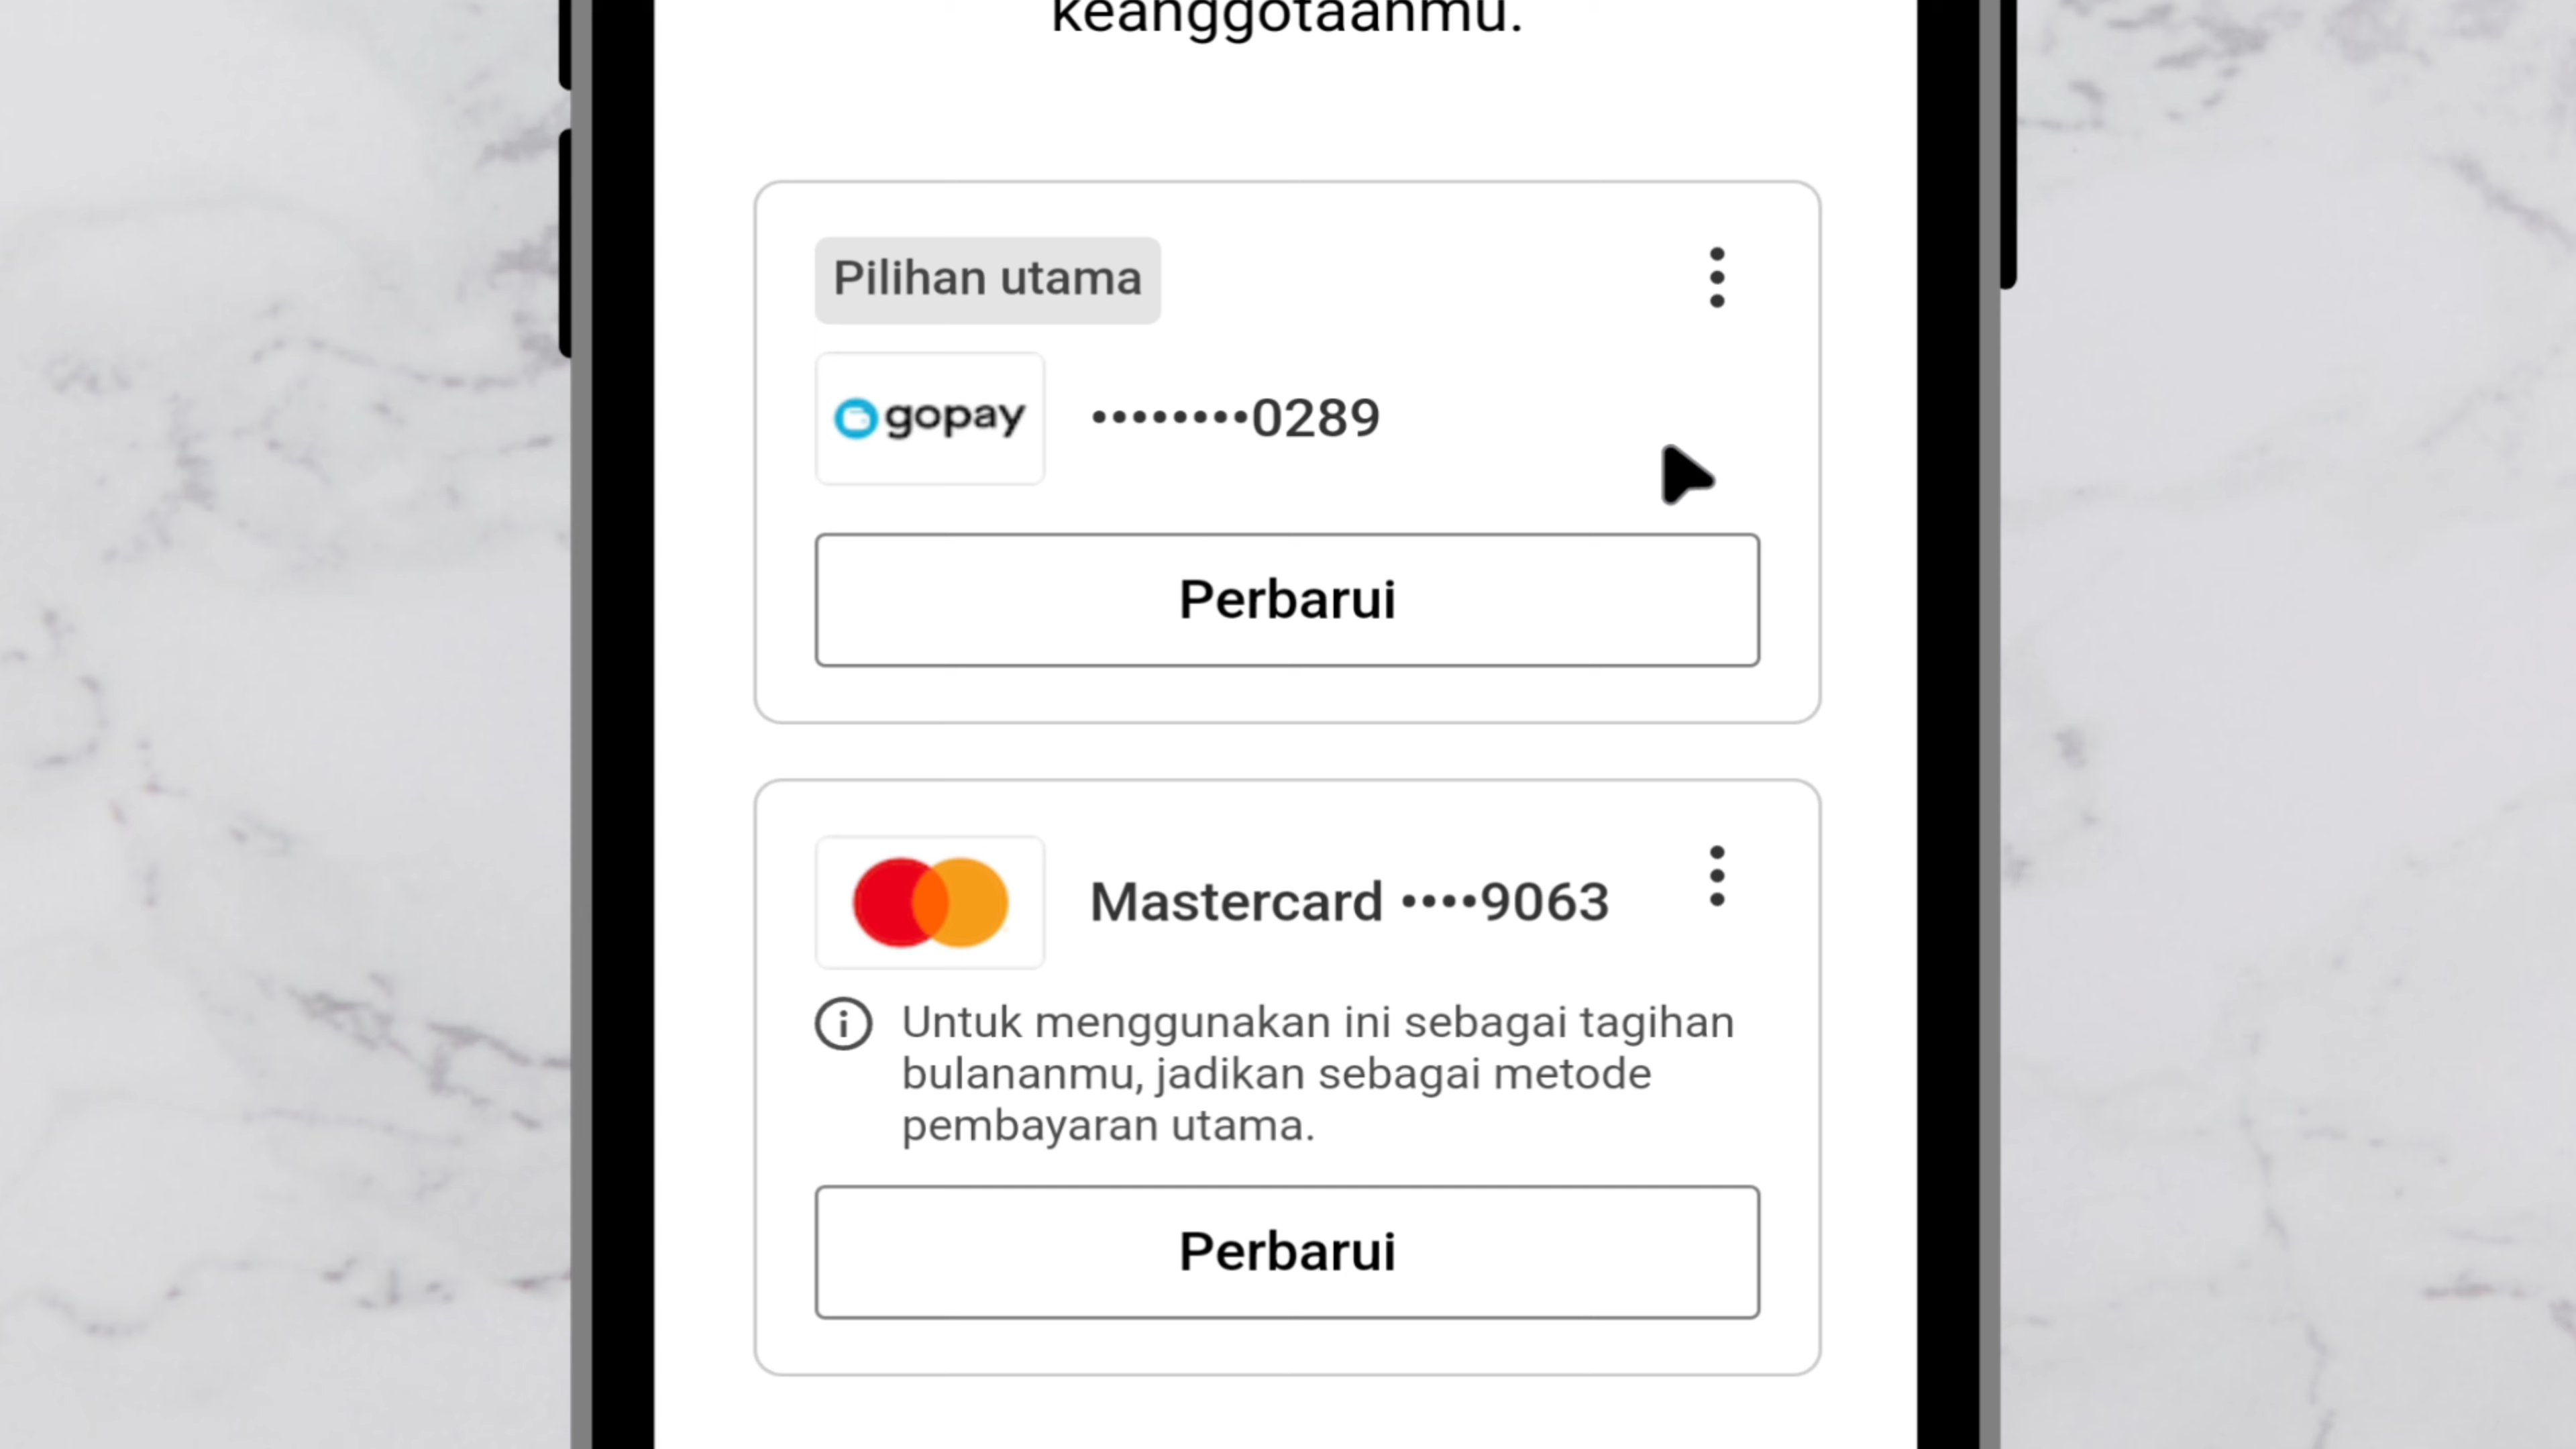 keanggotaanmu.
Pilihan utama
gopay ••••••••0289
Perbarui
Mastercard ••••9063
Untuk menggunakan ini sebagai tagihan
bulananmu, jadikan sebagai metode
pembayaran utama.
Perbarui